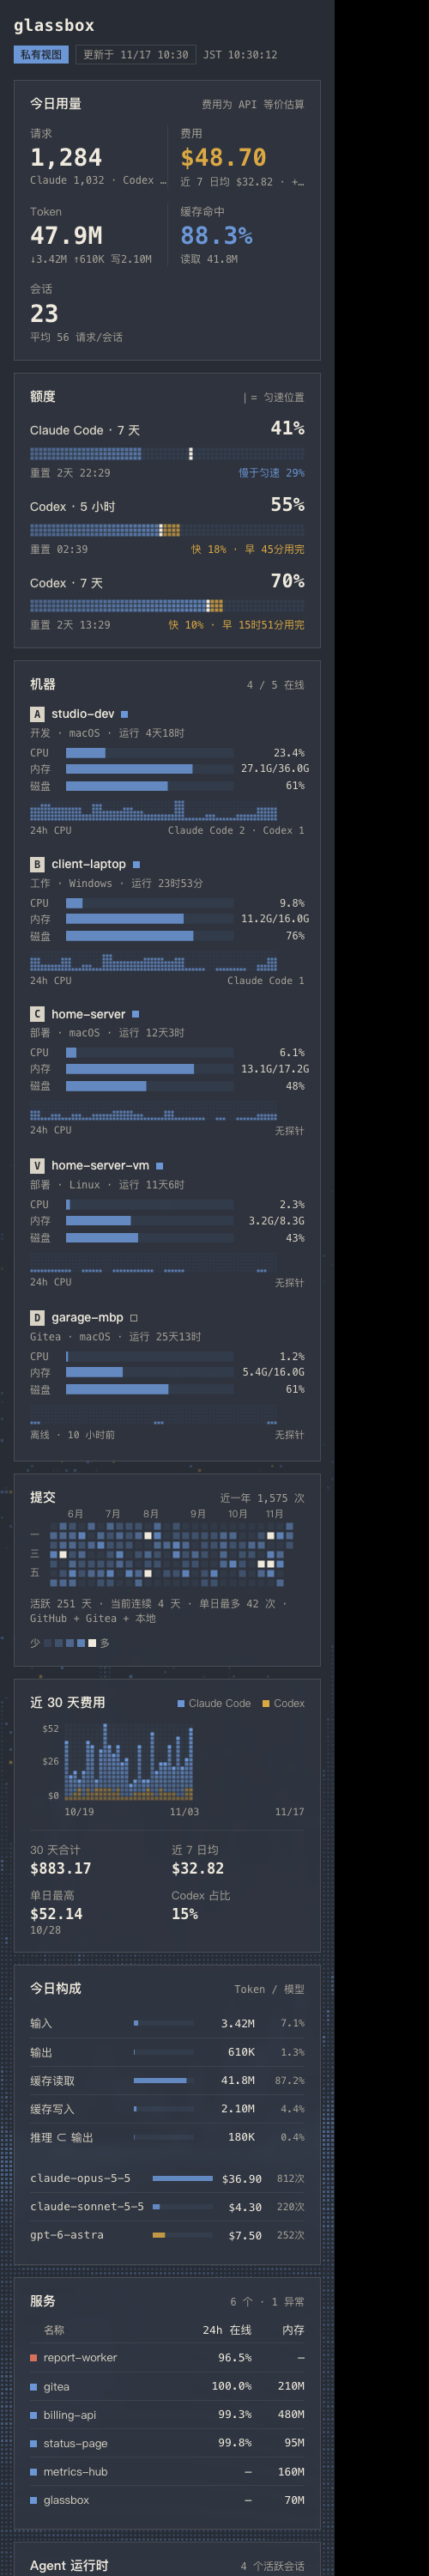 glassbox
私有视图 更新于 11/17 10:30 JST 10:30:12
今日用量 费用为 API 等价估算
请求 费用
1,284 $48.70
Claude 1,032 · Codex … 近 7 日均 $32.82 · +…
Token 缓存命中
47.9M 88.3%
↓3.42M ↑610K 写2.10M 读取 41.8M
会话
23
平均 56 请求/会话
额度 | = 匀速位置
Claude Code · 7 天 41%
重置 2天 22:29 慢于匀速 29%
Codex · 5 小时 55%
重置 02:39 快 18% · 早 45分用完
Codex · 7 天 70%
重置 2天 13:29 快 10% · 早 15时51分用完
机器 4 / 5 在线
A studio-dev
开发 · macOS · 运行 4天18时
CPU 23.4%
内存 27.1G/36.0G
磁盘 61%
24h CPU Claude Code 2 · Codex 1
B client-laptop
工作 · Windows · 运行 23时53分
CPU 9.8%
内存 11.2G/16.0G
磁盘 76%
24h CPU Claude Code 1
C home-server
部署 · macOS · 运行 12天3时
CPU 6.1%
内存 13.1G/17.2G
磁盘 48%
24h CPU 无探针
V home-server-vm
部署 · Linux · 运行 11天6时
CPU 2.3%
内存 3.2G/8.3G
磁盘 43%
24h CPU 无探针
D garage-mbp
Gitea · macOS · 运行 25天13时
CPU 1.2%
内存 5.4G/16.0G
磁盘 61%
离线 · 10 小时前 无探针
提交 近一年 1,575 次
6月 7月 8月 9月 10月 11月
一
三
五
活跃 251 天 · 当前连续 4 天 · 单日最多 42 次 ·
GitHub + Gitea + 本地
少 多
近 30 天费用 Claude Code Codex
$52
$26
$0
10/19 11/03 11/17
30 天合计 近 7 日均
$883.17 $32.82
单日最高 Codex 占比
$52.14 15%
10/28
今日构成 Token / 模型
输入 3.42M 7.1%
输出 610K 1.3%
缓存读取 41.8M 87.2%
缓存写入 2.10M 4.4%
推理 ⊂ 输出 180K 0.4%
claude-opus-5-5 $36.90 812次
claude-sonnet-5-5 $4.30 220次
gpt-6-astra $7.50 252次
服务 6 个 · 1 异常
名称 24h 在线 内存
report-worker 96.5% —
gitea 100.0% 210M
billing-api 99.3% 480M
status-page 99.8% 95M
metrics-hub — 160M
glassbox — 70M
Agent 运行时 4 个活跃会话